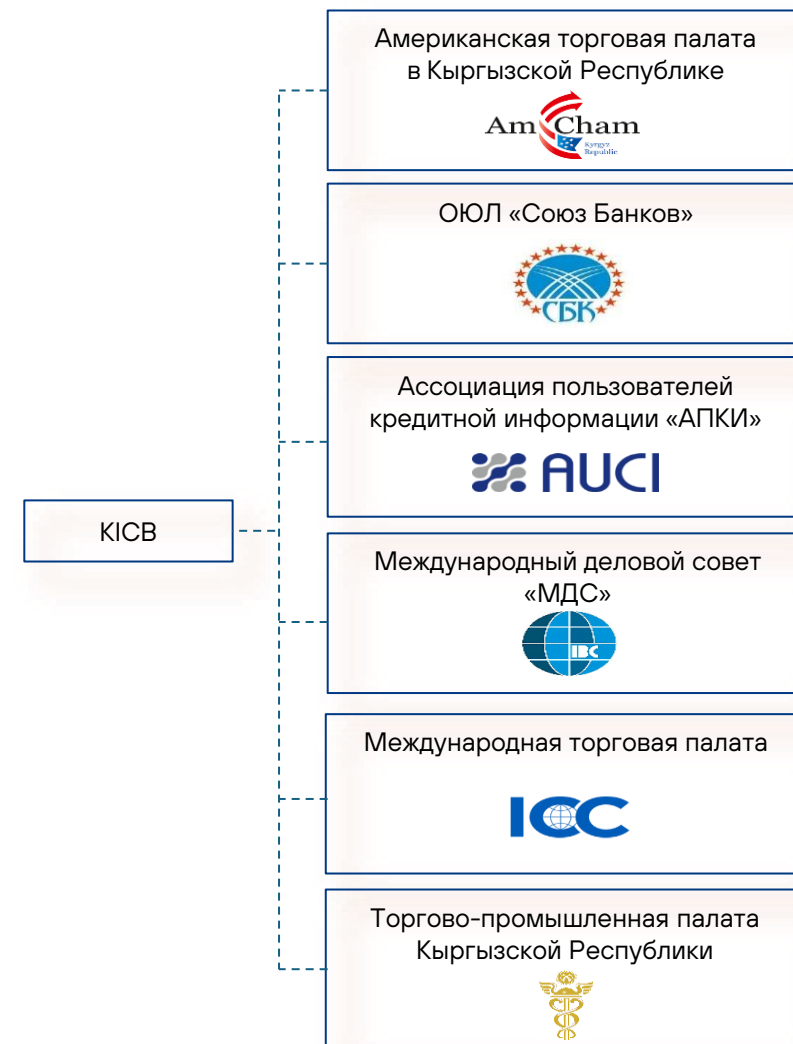 Американская торговая палата
в Кыргызской Республике
AmCham
Kyrgyz
Republic
ОЮЛ «Союз Банков»
СБК
Ассоциация пользователей
кредитной информации «АПКИ»
AUCI
KICB
Международный деловой совет
«МДС»
IBC
Международная торговая палата
ICC
Торгово-промышленная палата
Кыргызской Республики